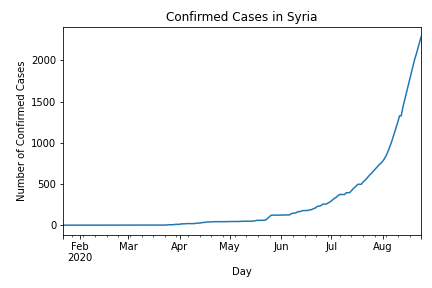 Confirmed Cases in Syria
Number of Confirmed Cases
2000
1500
1000
500
0
Feb Mar Apr May Jun Jul Aug
2020
Day